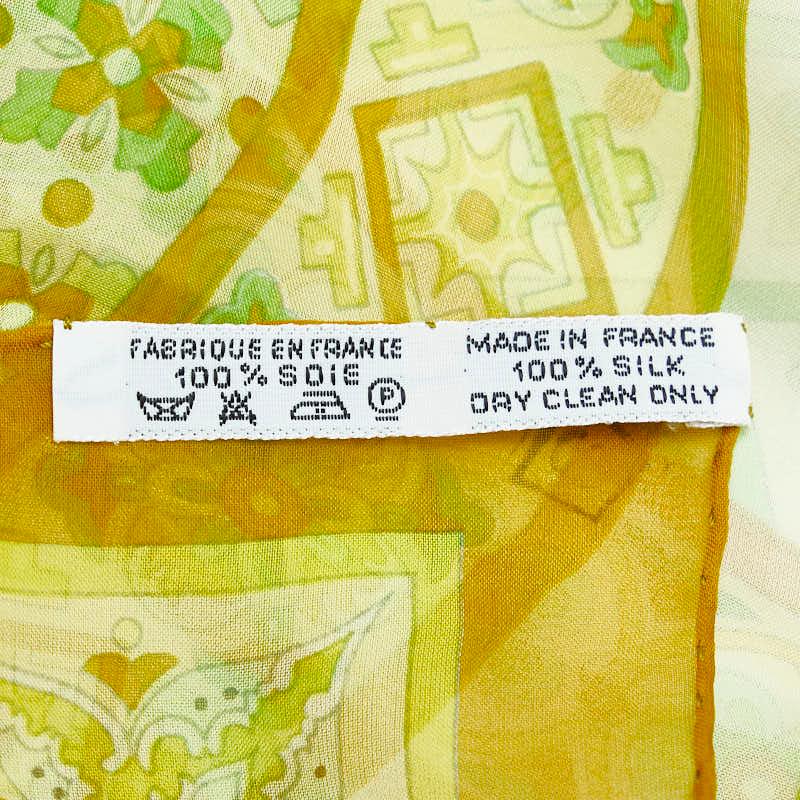 FABRIQUE EN FRANCE
100% SOIE
P
MADE IN FRANCE
100% SILK
DRY CLEAN ONLY